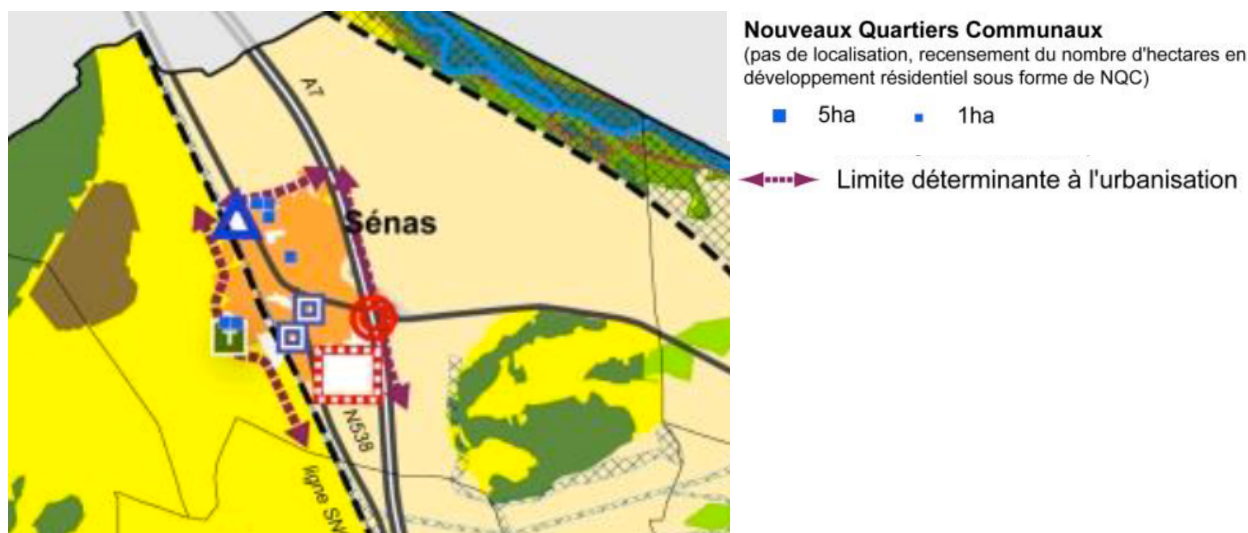 A7
Sénas
N538
ligne SN
Nouveaux Quartiers Communaux
(pas de localisation, recensement du nombre d'hectares en
développement résidentiel sous forme de NQC)
5ha
1ha
Limite déterminante à l'urbanisation